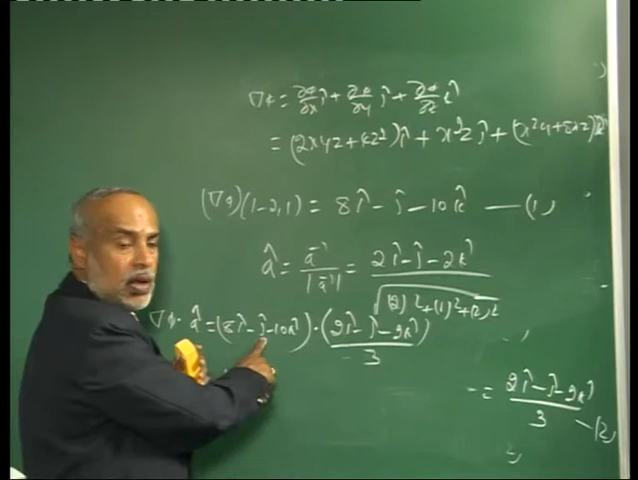 ∇φ = ∂φ/∂x î + ∂φ/∂y ĵ + ∂φ/∂z k̂
= (2xyz + 4z²) î + x²z ĵ + (x²y + 8xz) k̂
(∇φ)(1-2,1) = 8î - ĵ - 10k̂ — (1)
â = a⃗/|a⃗| = 2î - ĵ - 2k̂ / √(2)²+(1)²+(2)²
∇φ · â = (8î - ĵ - 10k̂) · (2î - ĵ - 2k̂ / 3)
= 2î - ĵ - 2k̂ / 3 — (2)